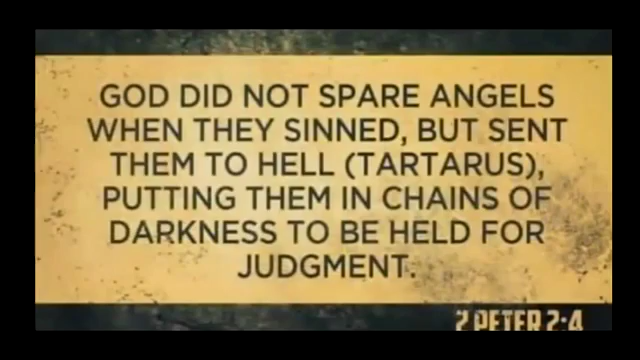 GOD DID NOT SPARE ANGELS
WHEN THEY SINNED, BUT SENT
THEM TO HELL (TARTARUS),
PUTTING THEM IN CHAINS OF
DARKNESS TO BE HELD FOR
JUDGMENT.
2 PETER 2:4